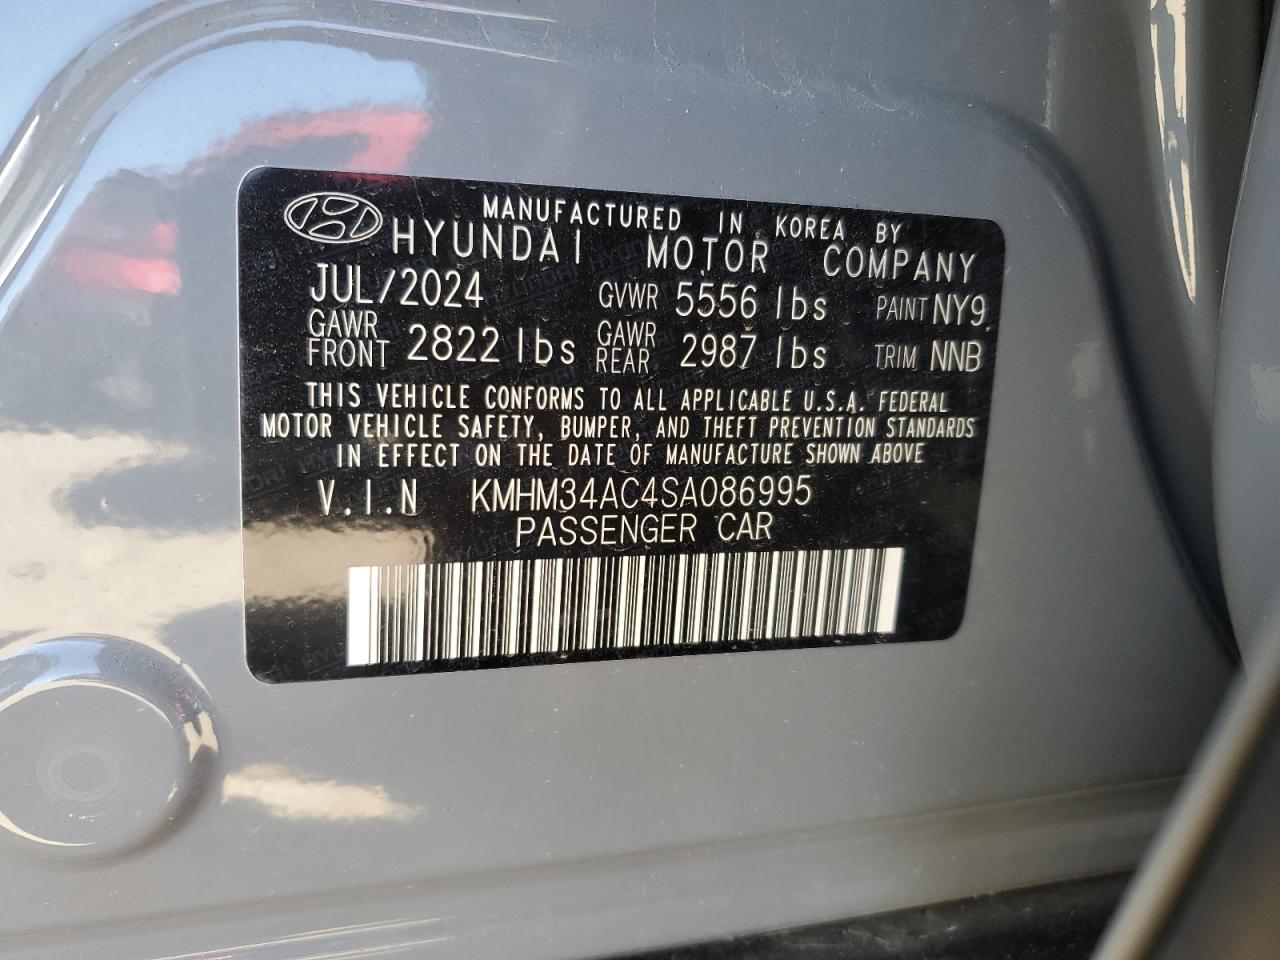 MANUFACTURED IN KOREA BY
HYUNDAI MOTOR COMPANY
JUL/2024 GVWR 5556 lbs PAINT NY9
GAWR FRONT 2822 lbs GAWR REAR 2987 lbs TRIM NNB
THIS VEHICLE CONFORMS TO ALL APPLICABLE U.S.A. FEDERAL
MOTOR VEHICLE SAFETY, BUMPER, AND THEFT PREVENTION STANDARDS
IN EFFECT ON THE DATE OF MANUFACTURE SHOWN ABOVE
V.I.N KMHM34AC4SA086995
PASSENGER CAR